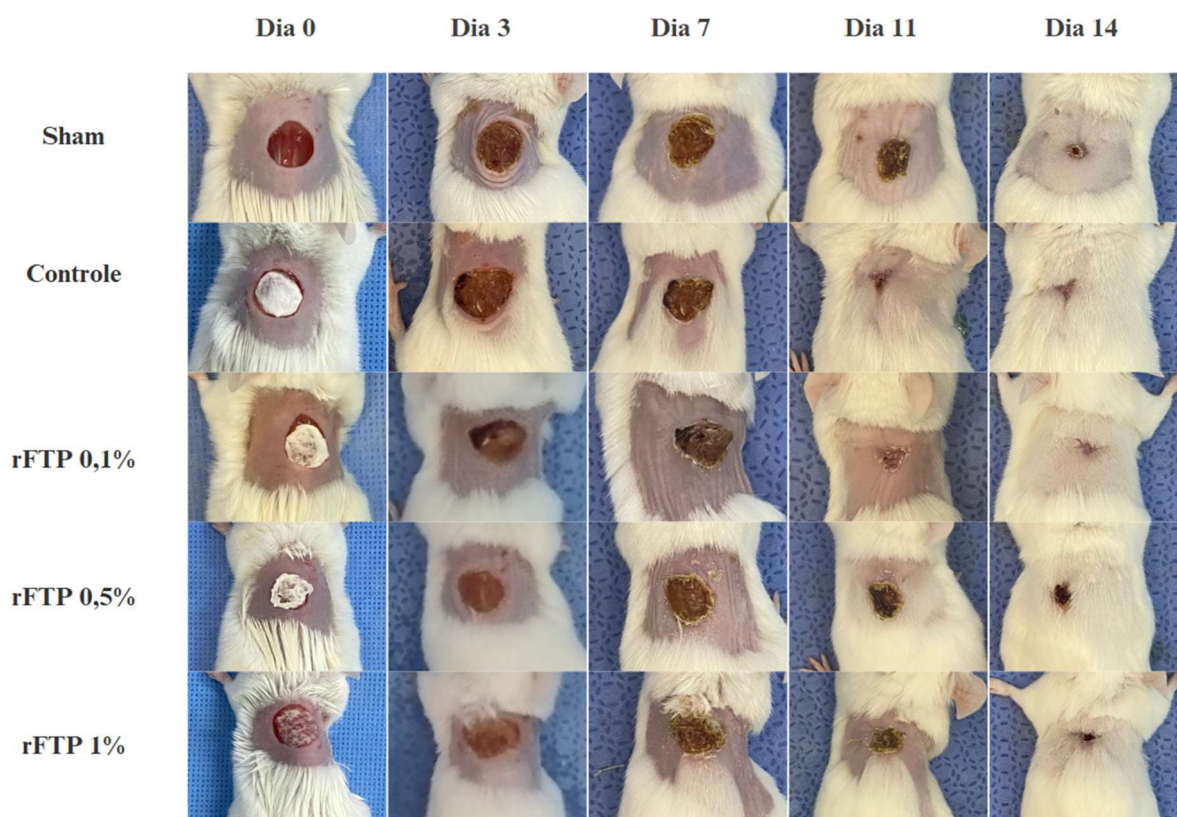 Dia 0 Dia 3 Dia 7 Dia 11 Dia 14
Sham
Controle
rFTP 0,1%
rFTP 0,5%
rFTP 1%